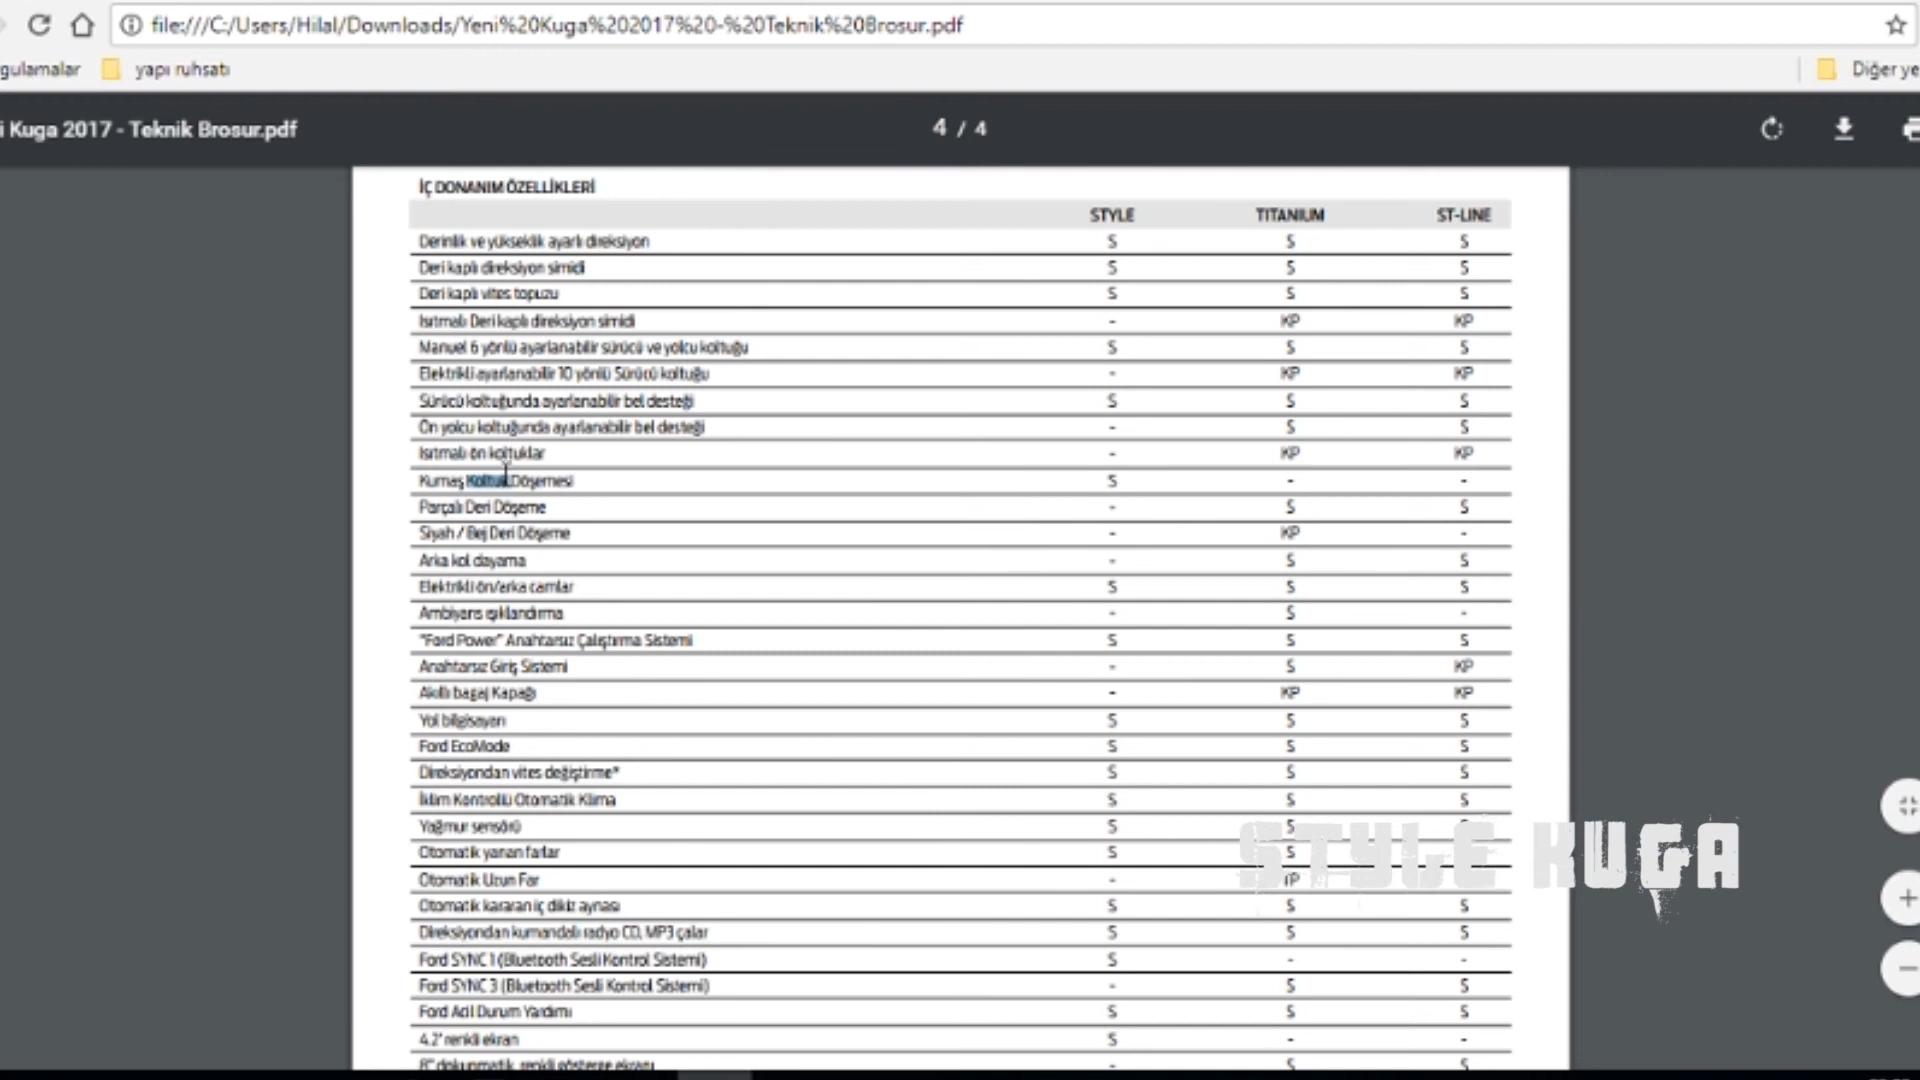 file:///C:/Users/Hilal/Downloads/Yeni%20Kuga%202017%20-%20Teknik%20Brosur.pdf
gulamalar yapı ruhsatı Diğer ye
i Kuga 2017 - Teknik Brosur.pdf 4 / 4
İÇ DONANIM ÖZELLİKLERİ
STYLE TITANIUM ST-LINE
Derinlik ve yükseklik ayarlı direksiyon S S S
Deri kaplı direksiyon simidi S S S
Deri kaplı vites topuzu S S S
Isıtmalı Deri kaplı direksiyon simidi - KP KP
Manuel 6 yönlü ayarlanabilir sürücü ve yolcu koltuğu S S S
Elektrikli ayarlanabilir 10 yönlü Sürücü koltuğu - KP KP
Sürücü koltuğunda ayarlanabilir bel desteği S S S
Ön yolcu koltuğunda ayarlanabilir bel desteği - S S
Isıtmalı ön koltuklar - KP KP
Kumaş Koltuk Döşemesi S - -
Parçalı Deri Döşeme - S S
Siyah / Bej Deri Döşeme - KP -
Arka kol dayama - S S
Elektrikli ön/arka camlar S S S
Ambiyans ışıklandırma - S -
"Ford Power" Anahtarsız Çalıştırma Sistemi S S S
Anahtarsız Giriş Sistemi - S KP
Akıllı bagaj Kapağı - KP KP
Yol bilgisayarı S S S
Ford EcoMode S S S
Direksiyondan vites değiştirme* S S S
İklim Kontrollü Otomatik Klima S S S
Yağmur sensörü S S S
Otomatik yanan farlar S S
Otomatik Uzun Far -
STYLE KUGA
Otomatik kararan iç dikiz aynası S S S
Direksiyondan kumandalı radyo CD, MP3 çalar S S S
Ford SYNC 1 (Bluetooth Sesli Kontrol Sistemi) S - -
Ford SYNC 3 (Bluetooth Sesli Kontrol Sistemi) - S S
Ford Acil Durum Yardımı S S S
4.2" renkli ekran S - -
8" dokunmatik, renkli gösterge ekranı - S S